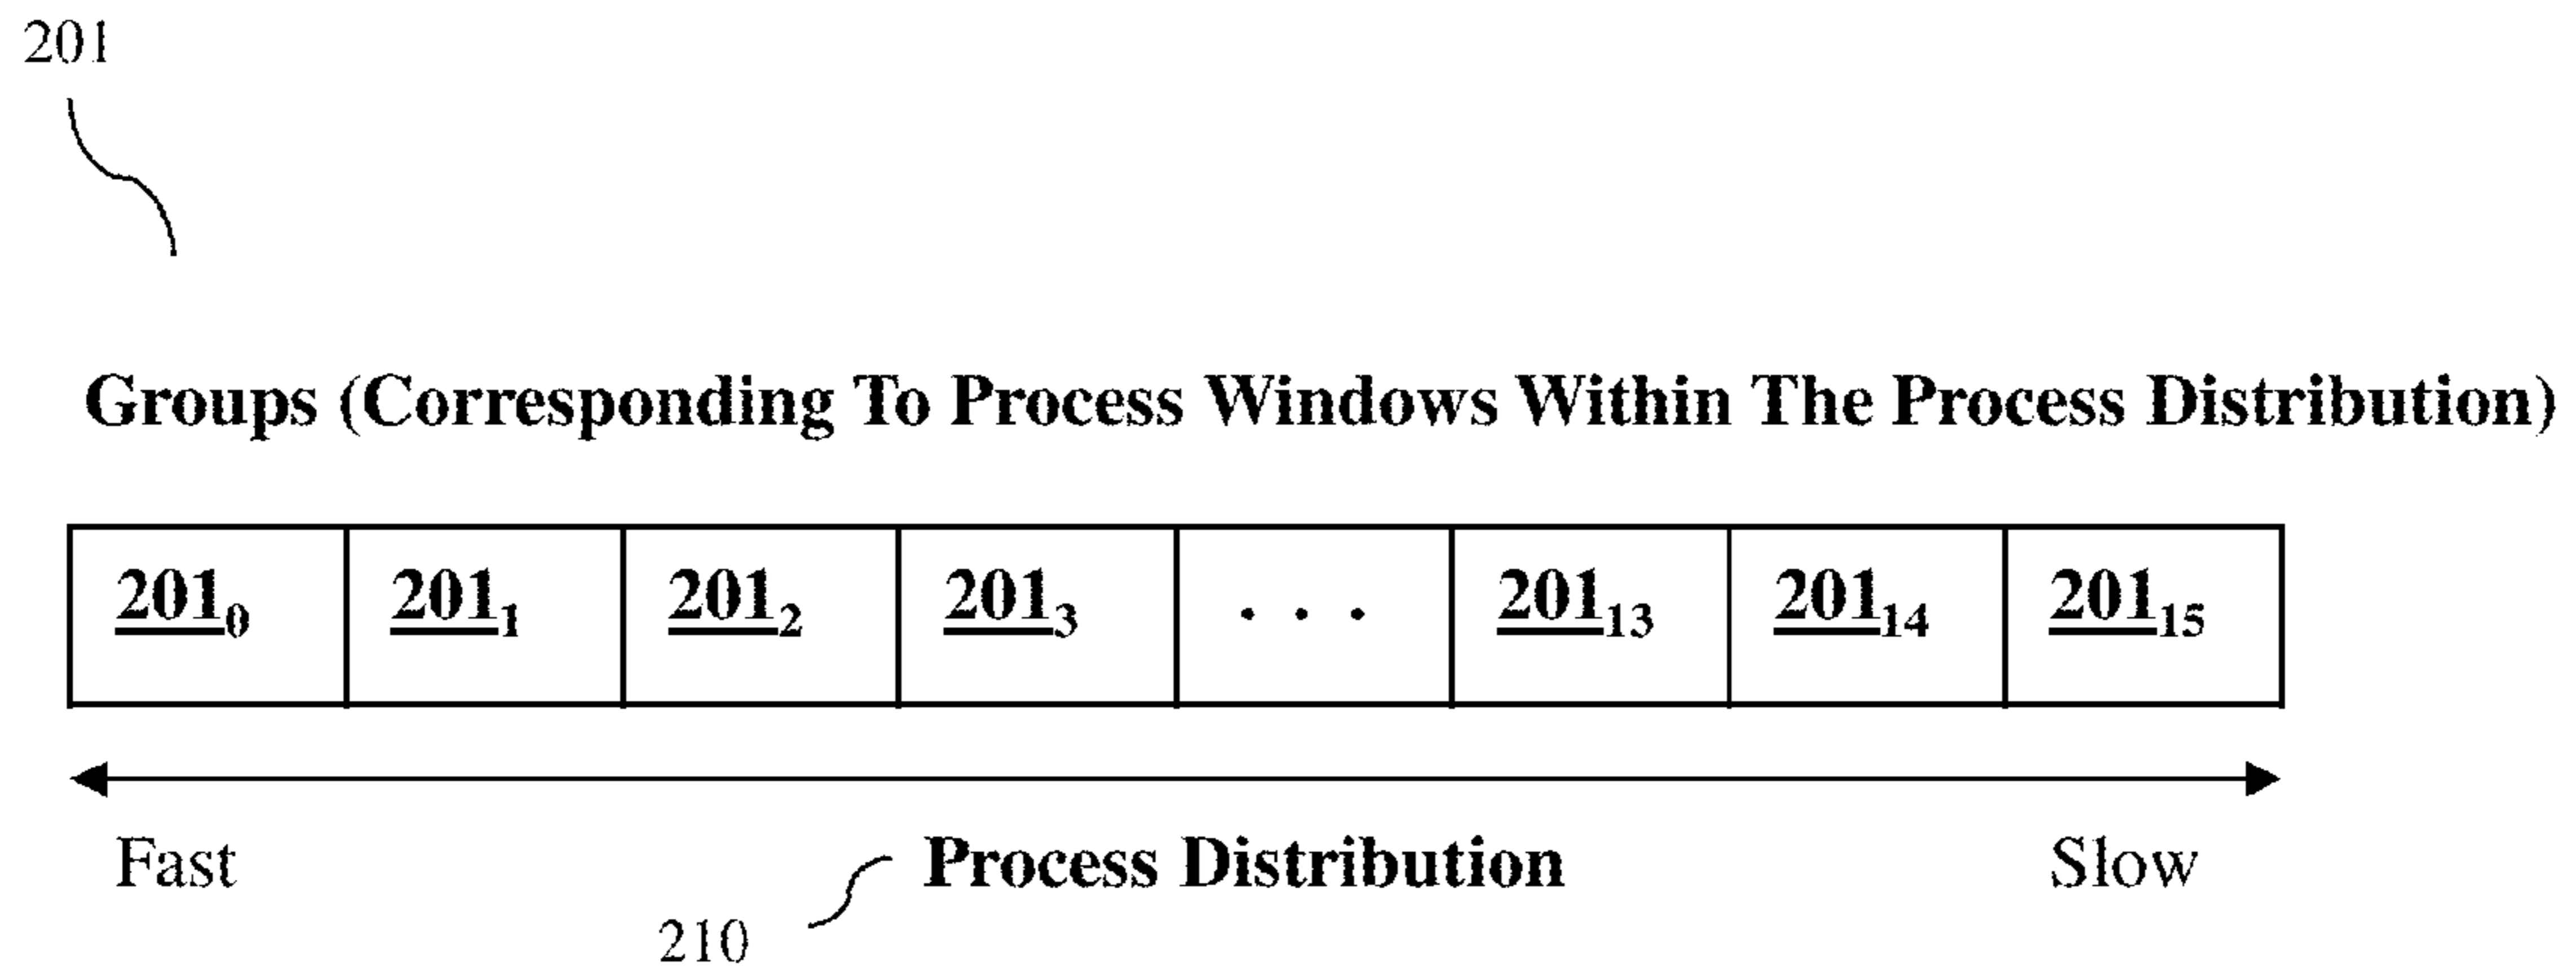 201
Groups (Corresponding To Process Windows Within The Process Distribution)
201₀ 201₁ 201₂ 201₃ . . . 201₁₃ 201₁₄ 201₁₅
Fast Process Distribution Slow
210